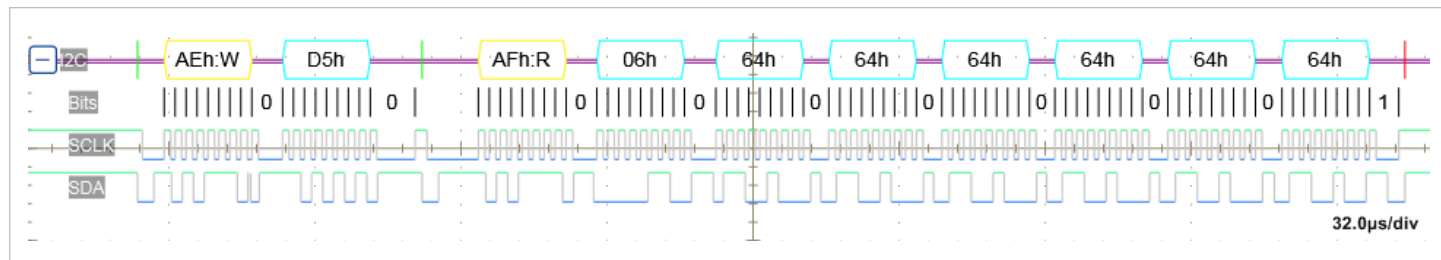 I2C AEh:W D5h AFh:R 06h 64h 64h 64h 64h 64h 64h
Bits 0 0 0 0 0 0 0 0 0 1
SCLK
SDA
32.0µs/div